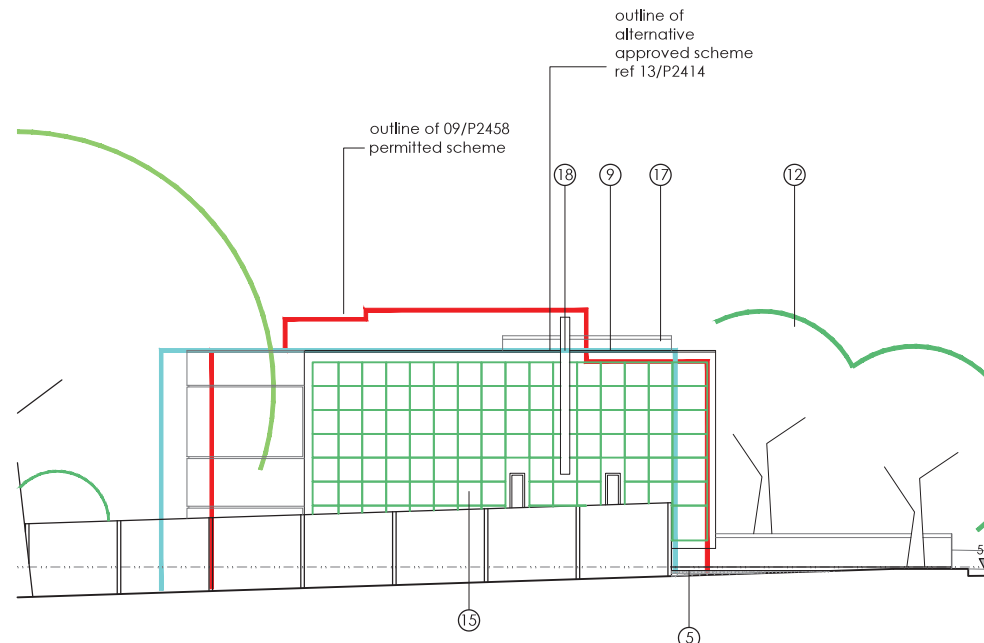 outline of
alternative
approved scheme
ref 13/P2414
outline of 09/P2458
permitted scheme
18
9
17
12
5
15
5